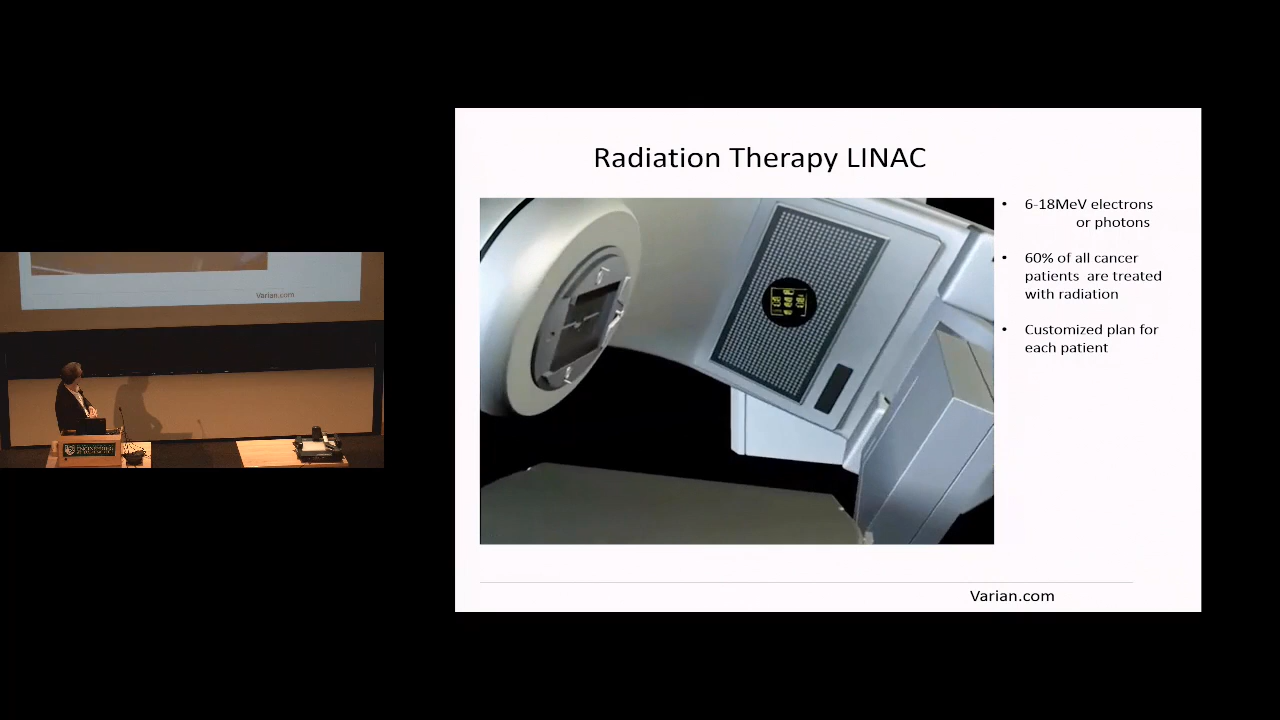 Radiation Therapy LINAC
• 6-18MeV electrons
or photons
• 60% of all cancer
patients are treated
with radiation
• Customized plan for
each patient
Varian.com
Varian.com